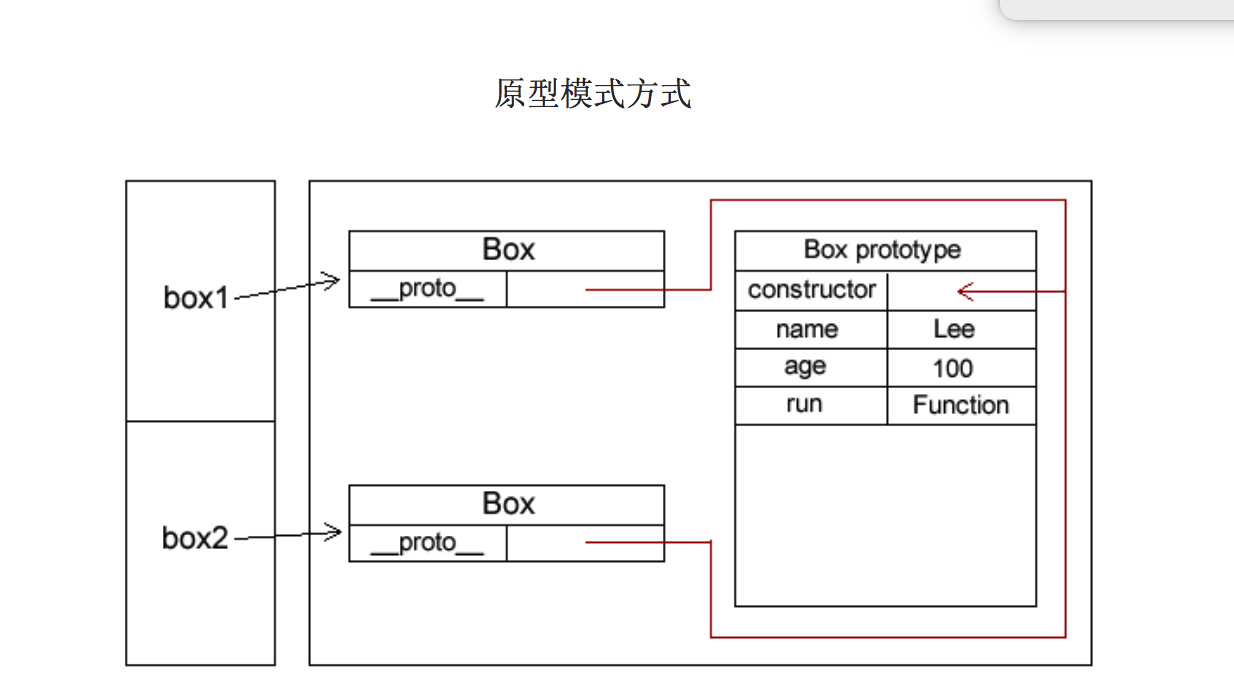 原型模式方式
box1
Box
__proto__
Box prototype
constructor
name Lee
age 100
run Function
box2
Box
__proto__